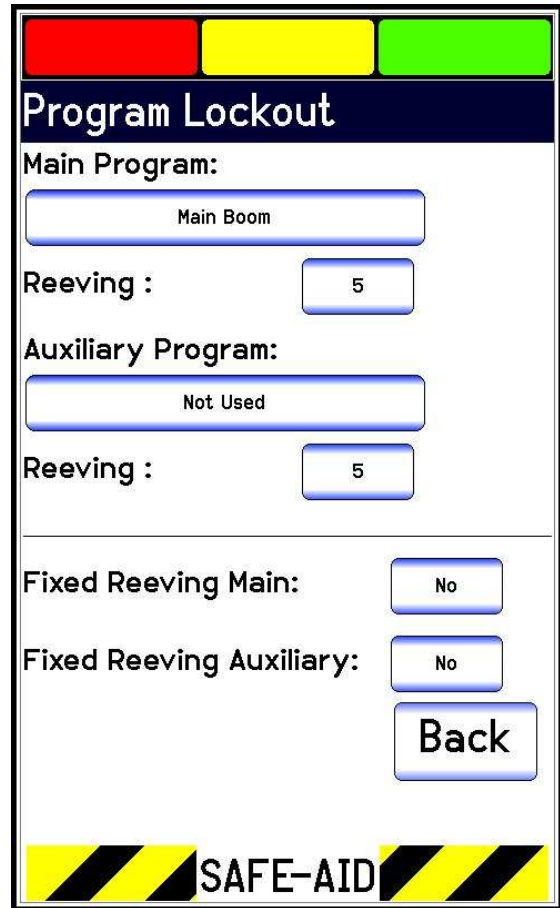 Program Lockout
Main Program:
Main Boom
Reeving : 5
Auxiliary Program:
Not Used
Reeving : 5
Fixed Reeving Main: No
Fixed Reeving Auxiliary: No
Back
SAFE-AID